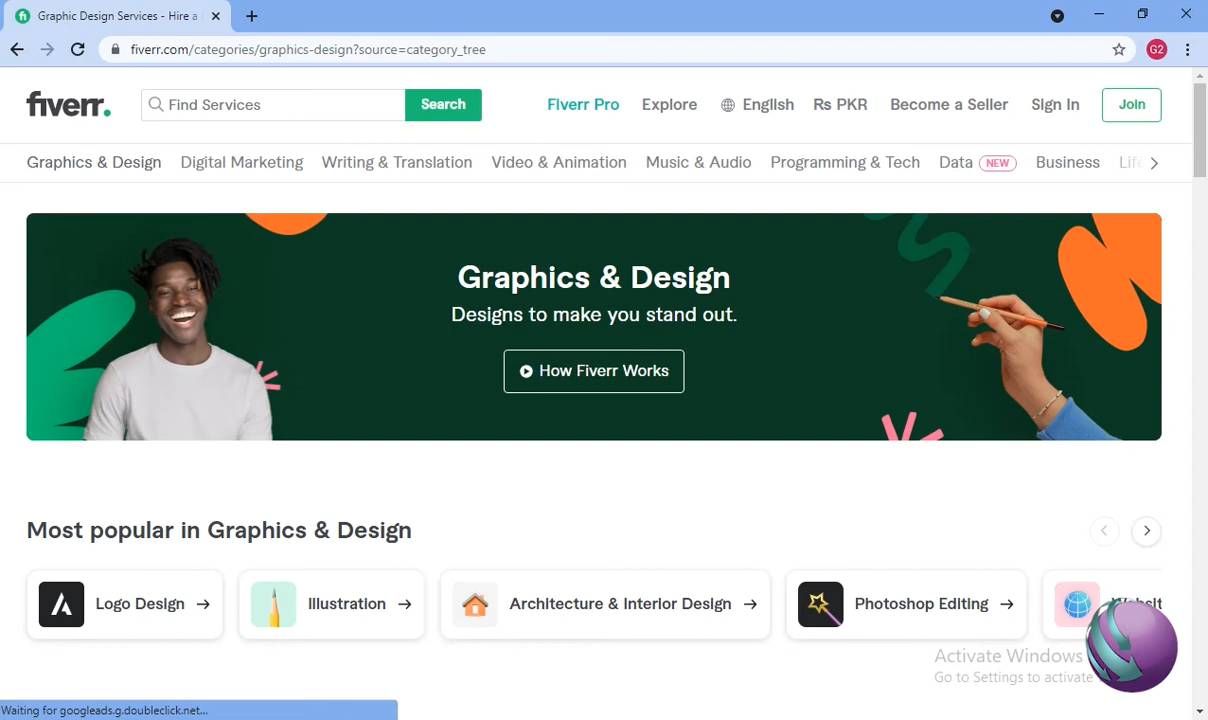 Graphic Design Services - Hire a
fiverr.com/categories/graphics-design?source=category_tree
G2
fiverr.
Find Services
Search
Fiverr Pro
Explore
English
Rs PKR
Become a Seller
Sign In
Join
Graphics & Design
Digital Marketing
Writing & Translation
Video & Animation
Music & Audio
Programming & Tech
Data NEW
Business
Graphics & Design
Designs to make you stand out.
How Fiverr Works
Most popular in Graphics & Design
Logo Design
Illustration
Architecture & Interior Design
Photoshop Editing
Activate Windows
Go to Settings to activate
Waiting for googleads.g.doubleclick.net...